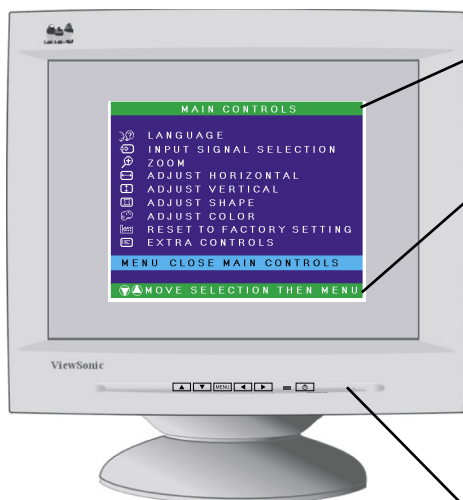 MAIN CONTROLS
LANGUAGE
INPUT SIGNAL SELECTION
ZOOM
ADJUST HORIZONTAL
ADJUST VERTICAL
ADJUST SHAPE
ADJUST COLOR
RESET TO FACTORY SETTING
EXTRA CONTROLS
MENU CLOSE MAIN CONTROLS
MOVE SELECTION THEN MENU
ViewSonic
MENU